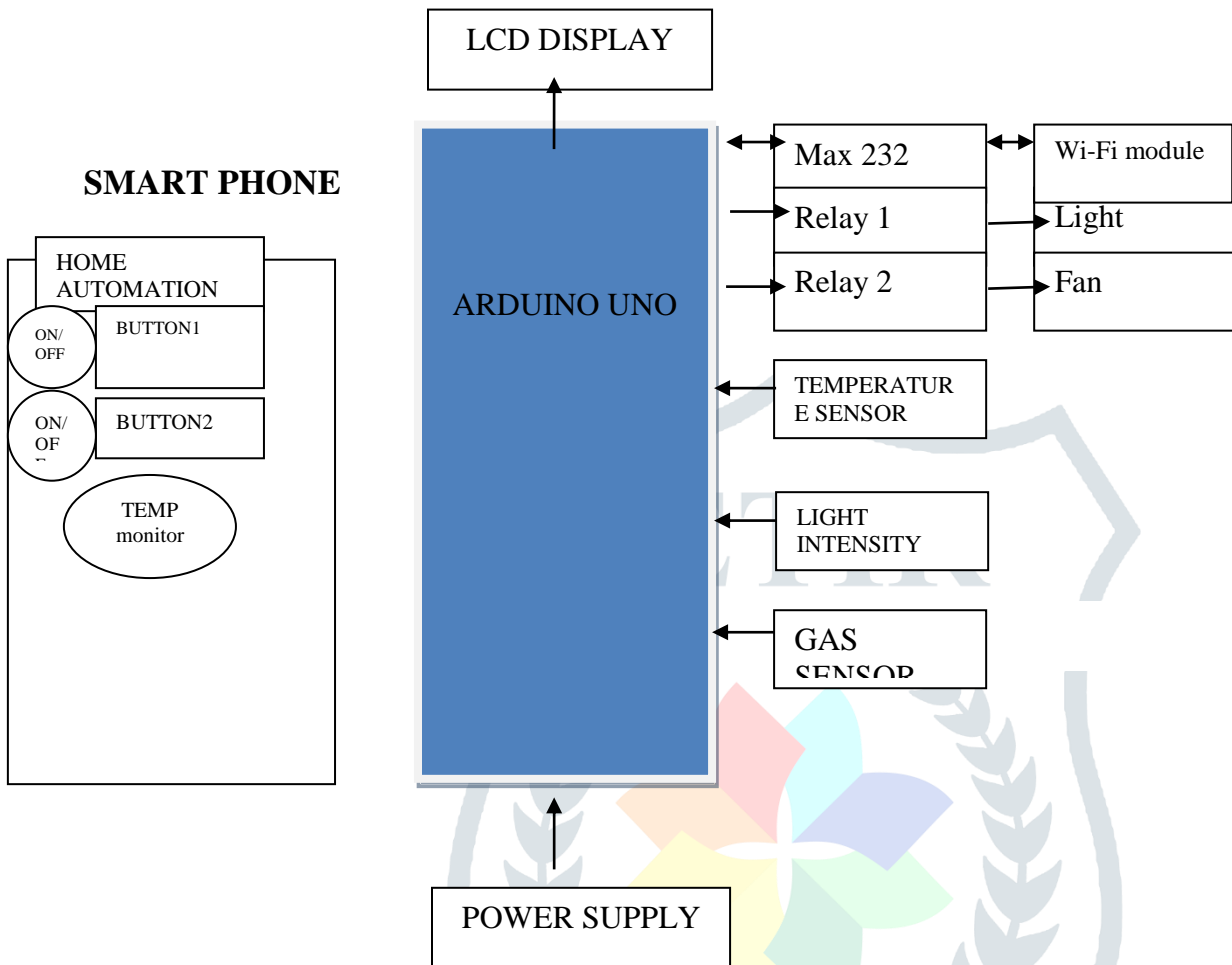 LCD DISPLAY
SMART PHONE
HOME
AUTOMATION
ON/
OFF
BUTTON1
ON/
OF
BUTTON2
TEMP
monitor
ARDUINO UNO
Max 232
Wi-Fi module
Relay 1
Light
Relay 2
Fan
TEMPERATUR
E SENSOR
LIGHT
INTENSITY
GAS
SENSOR
POWER SUPPLY